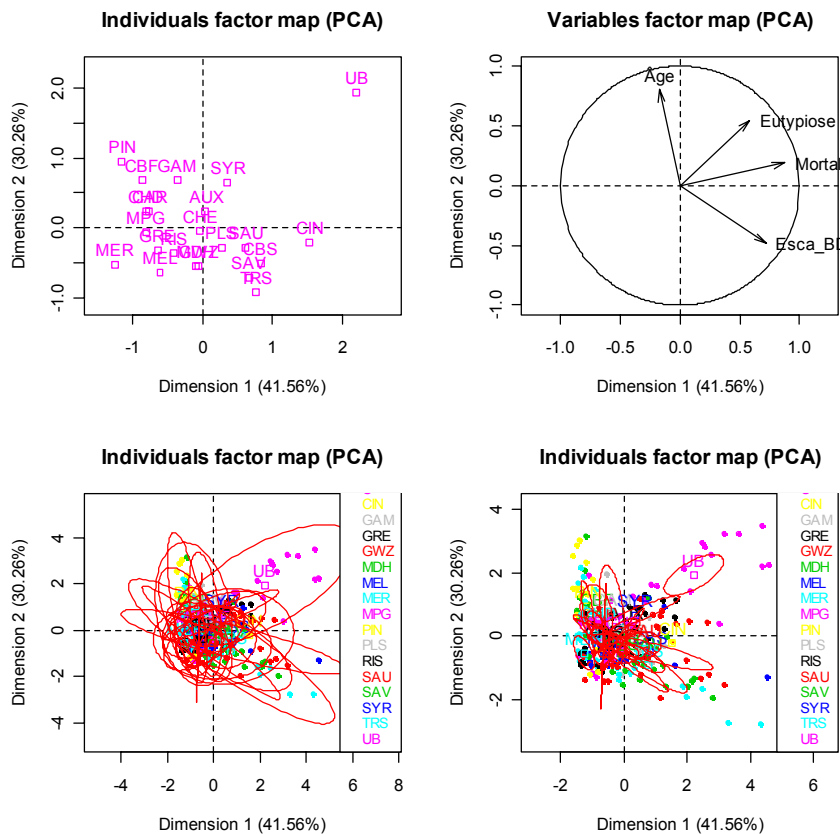 Individuals factor map (PCA)
UB
PIN
CBF GAM
SYR
AUX
MPG
CHE
CIN
GRE
RIS
PLS
SAU
MER
MEL
CBS
SAV
TRS
2.0
1.0
0.0
-1.0
-1
0
1
2
Dimension 2 (30.26%)
Dimension 1 (41.56%)
Variables factor map (PCA)
Âge
Eutypiose
Mortal
Esca_BD
1.0
0.5
0.0
-0.5
-1.0
-1.0
-0.5
0.0
0.5
1.0
Dimension 2 (30.26%)
Dimension 1 (41.56%)
Individuals factor map (PCA)
UB
CIN
GAM
GRE
GWZ
MDH
MEL
MER
MPG
PIN
PLS
RIS
SAU
SAV
SYR
TRS
UB
4
2
0
-2
-4
-4
-2
0
2
4
6
8
Dimension 2 (30.26%)
Dimension 1 (41.56%)
Individuals factor map (PCA)
UB
CIN
GAM
GRE
GWZ
MDH
MEL
MER
MPG
PIN
PLS
RIS
SAU
SAV
SYR
TRS
UB
4
2
0
-2
-2
0
2
4
6
Dimension 2 (30.26%)
Dimension 1 (41.56%)